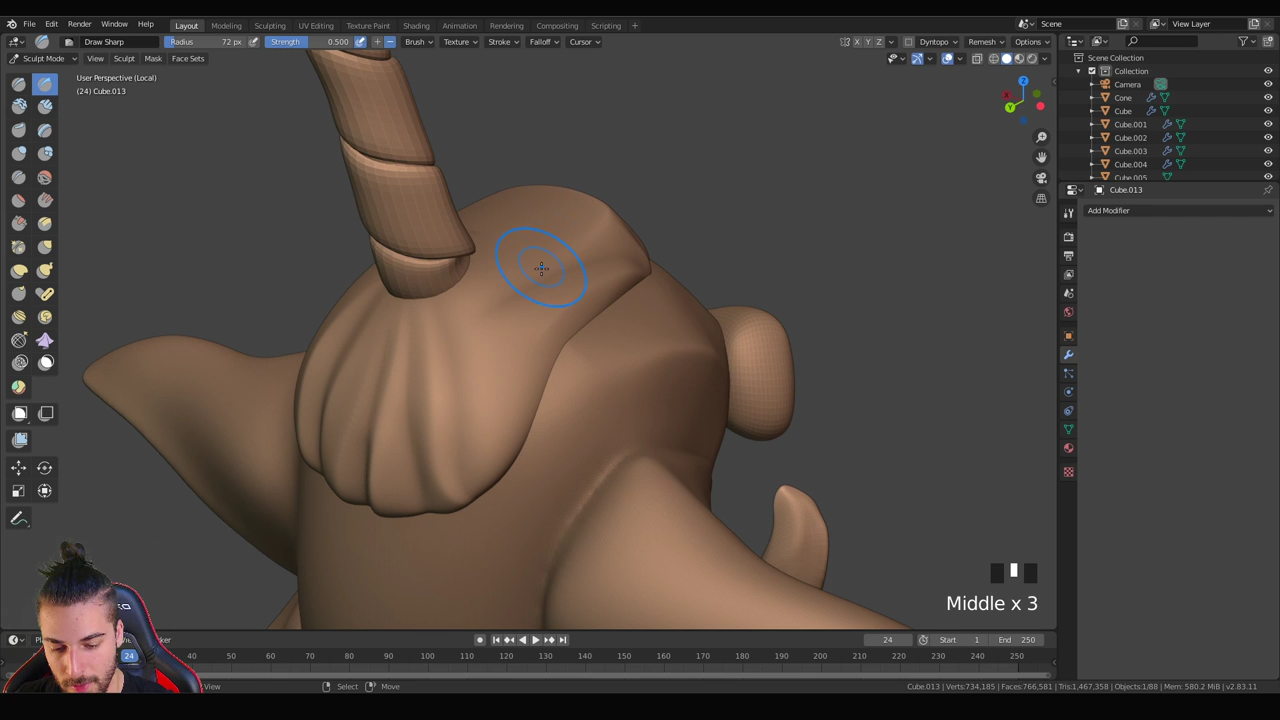 File Edit Render Window Help Layout Modeling Sculpting UV Editing Texture Paint Shading Animation Rendering Compositing Scripting + Scene View Layer
Draw Sharp Radius 72 px Strength 0.500 Brush Texture Stroke Falloff Cursor X Y Z Dyntopo Remesh Options
Sculpt Mode View Sculpt Mask Face Sets
Scene Collection
Collection
Camera
Cone
Cube
Cube.001
Cube.002
Cube.003
Cube.004
Cube.005
User Perspective (Local)
(24) Cube.013
Z
Y
Cube.013
Add Modifier
Middle x 3
24 Start 1 End 250
24 40 50 60 70 80 90 100 110 120 130 140 150 160 170 180 190 200 210 220 230 240 250
View Select Move Cube.013 | Verts:734,185 | Faces:766,581 | Tris:1,467,358 | Objects:1/88 | Mem: 580.2 MiB | v2.83.11